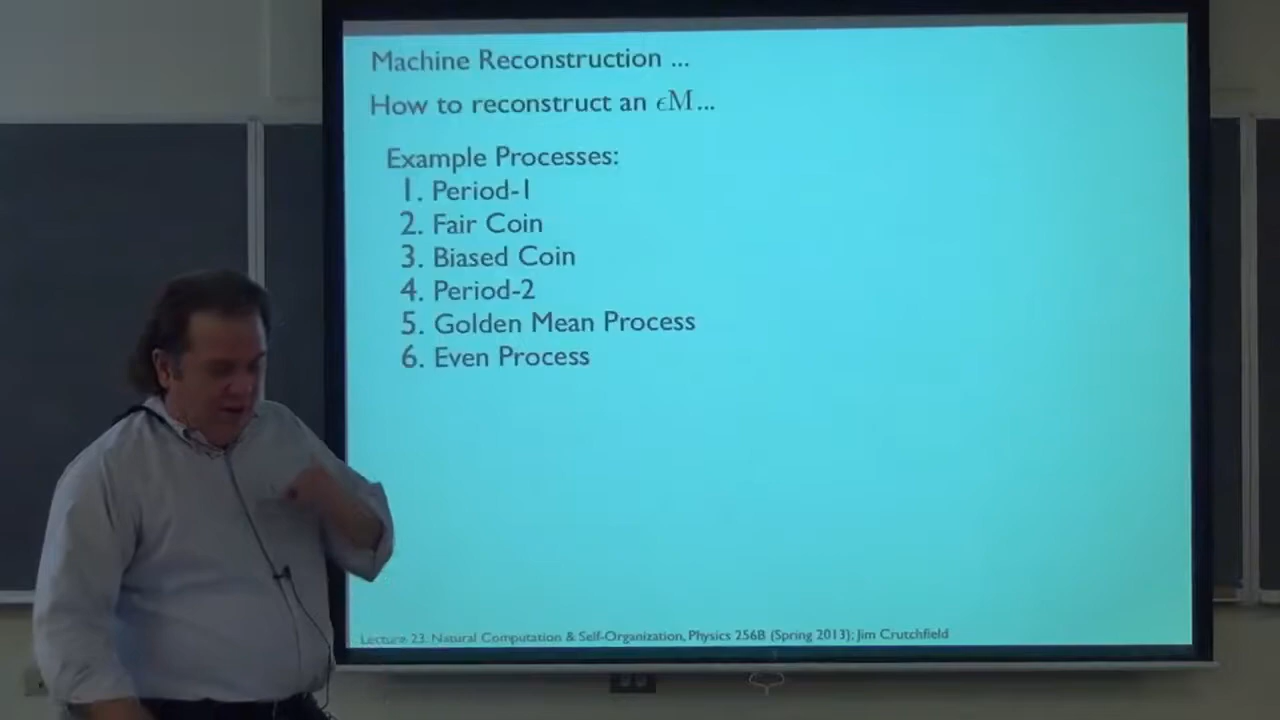 Machine Reconstruction ...
How to reconstruct an ϵM...
Example Processes:
1. Period-1
2. Fair Coin
3. Biased Coin
4. Period-2
5. Golden Mean Process
6. Even Process
Lecture 23. Natural Computation & Self-Organization, Physics 256B (Spring 2013); Jim Crutchfield